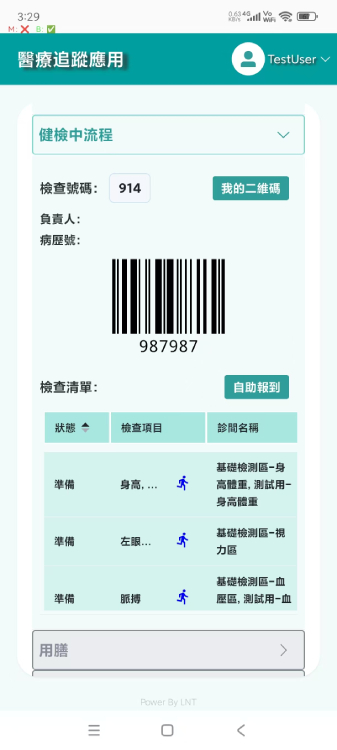 3:29
0.63 KB/s 4G Vo WiFi
M: ❌ B: ✅
醫療追蹤應用
TestUser
健檢中流程
檢查號碼: 914
我的二維碼
負責人:
病歷號:
987987
檢查清單:
自助報到
狀態 檢查項目 診間名稱
準備 身高, ... 基礎檢測區-身
高體重, 測試用-
身高體重
準備 左眼... 基礎檢測區-視
力區
準備 脈搏 基礎檢測區-血
壓區, 測試用-血
用膳
Power By LNT